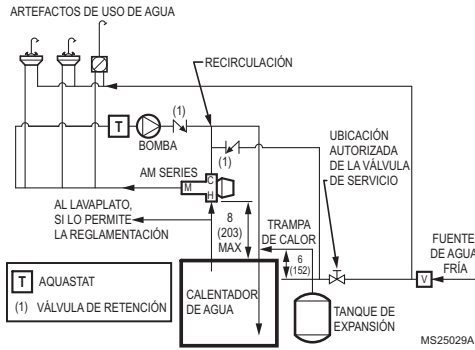 ARTEFACTOS DE USO DE AGUA
RECIRCULACIÓN
(1)
T
BOMBA
(1)
UBICACIÓN
AUTORIZADA
DE LA VÁLVULA
DE SERVICIO
AM SERIES
C
M
H
AL LAVAPLATO,
SI LO PERMITE
LA REGLAMENTACIÓN
8
(203)
MAX
TRAMPA
DE CALOR
6
(152)
FUENTE
DE AGUA
FRÍA
V
T AQUASTAT
(1) VÁLVULA DE RETENCIÓN
CALENTADOR
DE AGUA
TANQUE DE
EXPANSIÓN
MS25029A